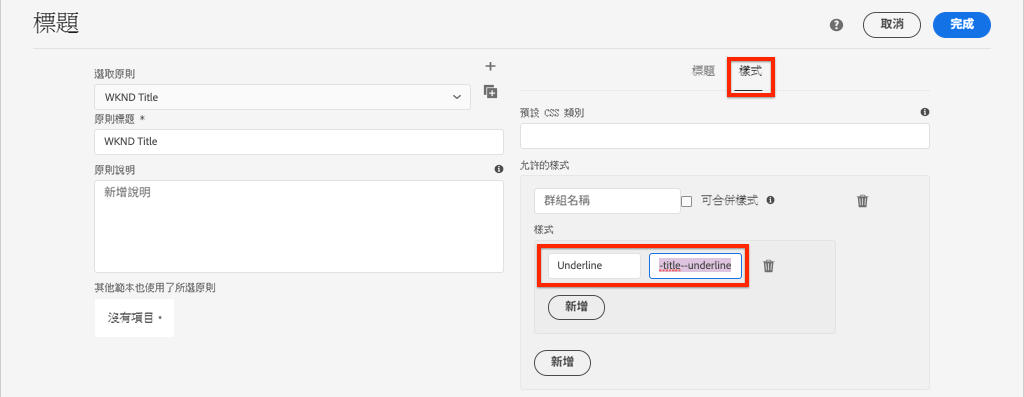 標題
取消
完成
選取原則
WKND Title
原則標題 *
WKND Title
原則說明
新增說明
其他範本也使用了所選原則
沒有項目。
標題
樣式
預設 CSS 類別
允許的樣式
群組名稱
可合併樣式
樣式
Underline
-title--underline
新增
新增